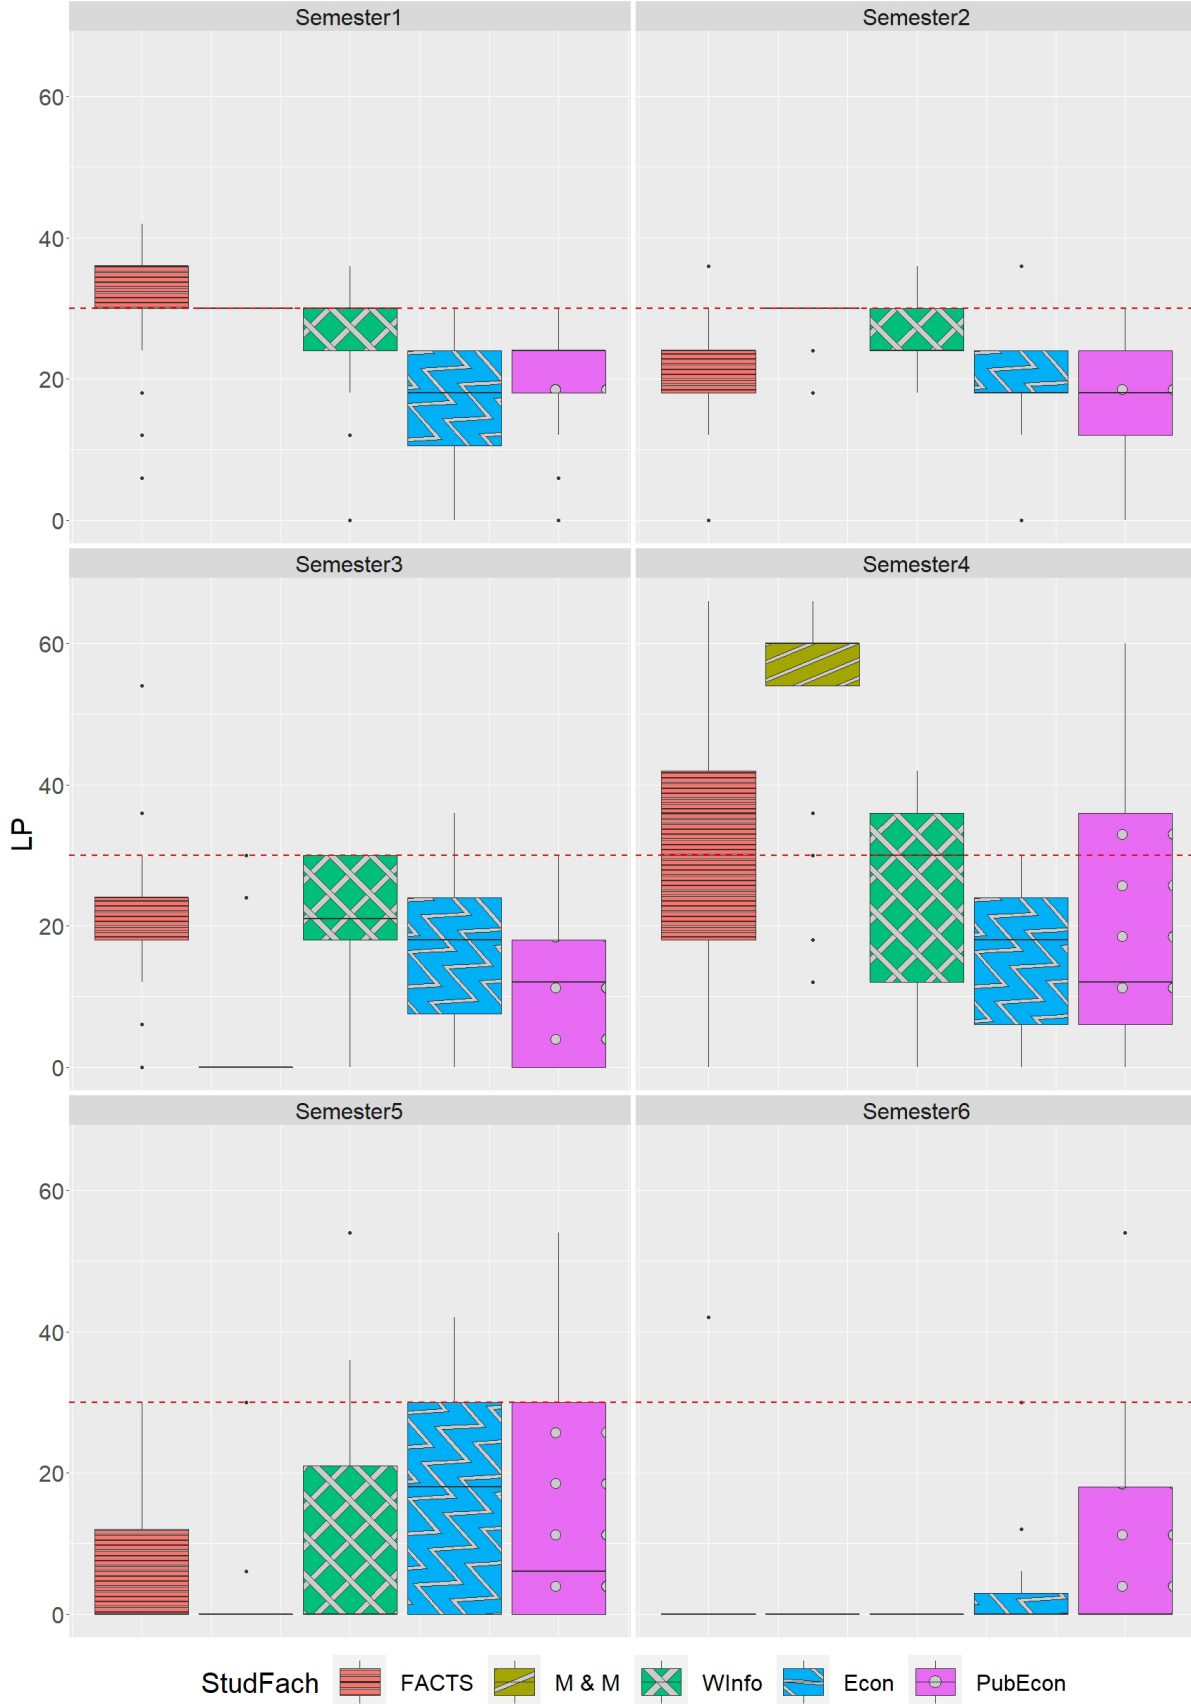 Semester1 Semester2
60
40
20
0
Semester3 Semester4
60
40
20
0
LP
Semester5 Semester6
60
40
20
0
StudFach FACTS M & M WInfo Econ PubEcon